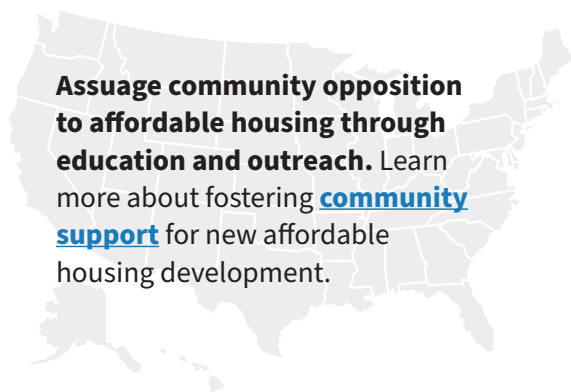 Assuage community opposition
to affordable housing through
education and outreach. Learn
more about fostering community
support for new affordable
housing development.